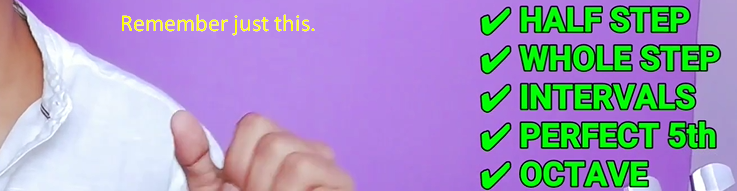 Remember just this.
✔ HALF STEP
✔ WHOLE STEP
✔ INTERVALS
✔ PERFECT 5th
✔ OCTAVE